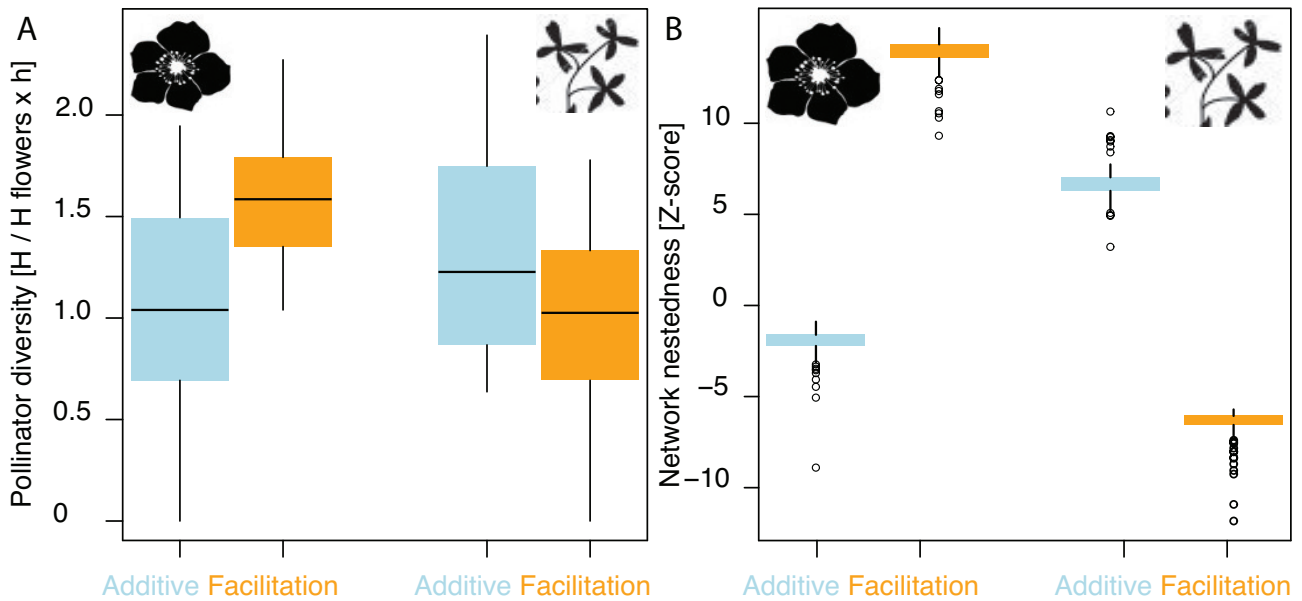 A
Pollinator diversity [H / H flowers x h]
2.0
1.5
1.0
0.5
0
Additive Facilitation
Additive Facilitation
B
Network nestedness [Z-score]
10
5
0
−5
−10
Additive Facilitation
Additive Facilitation